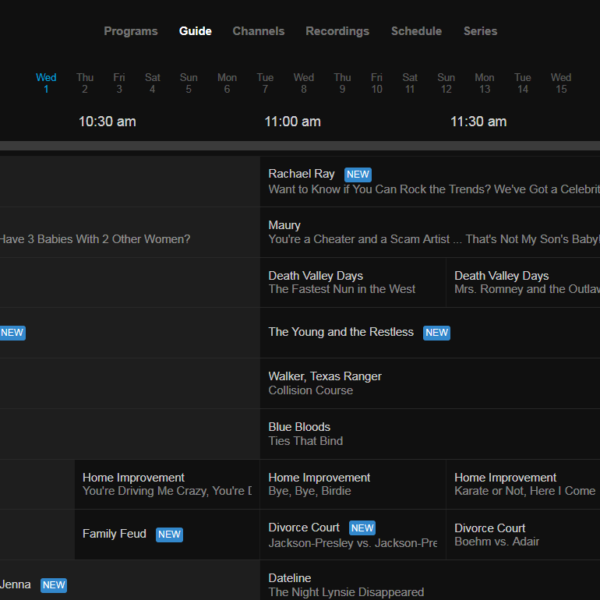 Programs Guide Channels Recordings Schedule Series
Wed Thu Fri Sat Sun Mon Tue Wed Thu Fri Sat Sun Mon Tue Wed
1 2 3 4 5 6 7 8 9 10 11 12 13 14 15
10:30 am 11:00 am 11:30 am
Rachael Ray NEW
Want to Know if You Can Rock the Trends? We've Got a Celebrit
Maury
Have 3 Babies With 2 Other Women? You're a Cheater and a Scam Artist ... That's Not My Son's Baby!
Death Valley Days Death Valley Days
The Fastest Nun in the West Mrs. Romney and the Outlaw
NEW The Young and the Restless NEW
Walker, Texas Ranger
Collision Course
Blue Bloods
Ties That Bind
Home Improvement Home Improvement Home Improvement
You're Driving Me Crazy, You're Bye, Bye, Birdie Karate or Not, Here I Come
Family Feud NEW Divorce Court NEW Divorce Court
Jackson-Presley vs. Jackson-Pre Boehm vs. Adair
Jenna NEW Dateline
The Night Lynsie Disappeared